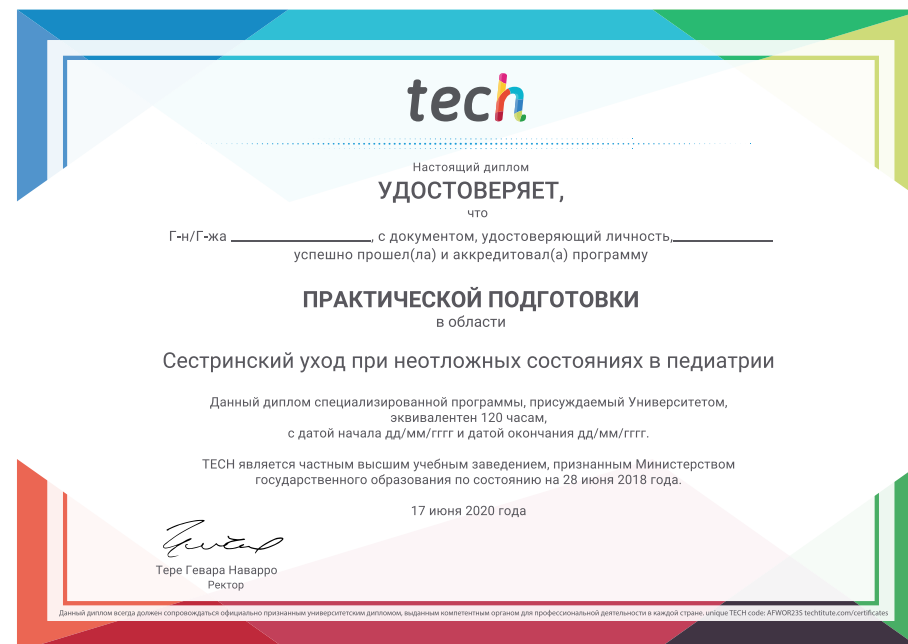 tech
Настоящий диплом
УДОСТОВЕРЯЕТ,
что
Г-н/Г-жа ____________________, с документом, удостоверяющий личность,______________
успешно прошел(ла) и аккредитовал(а) программу
ПРАКТИЧЕСКОЙ ПОДГОТОВКИ
в области
Сестринский уход при неотложных состояниях в педиатрии
Данный диплом специализированной программы, присуждаемый Университетом,
эквивалентен 120 часам,
с датой начала дд/мм/гггг и датой окончания дд/мм/гггг.
TECH является частным высшим учебным заведением, признанным Министерством
государственного образования по состоянию на 28 июня 2018 года.
17 июня 2020 года
Тере Гевара Наварро
Ректор
Данный диплом всегда должен сопровождаться официально признанным университетским дипломом, выданным компетентным органом для профессиональной деятельности в каждой стране. unique TECH code: AFWOR23S techtitute.com/certificates